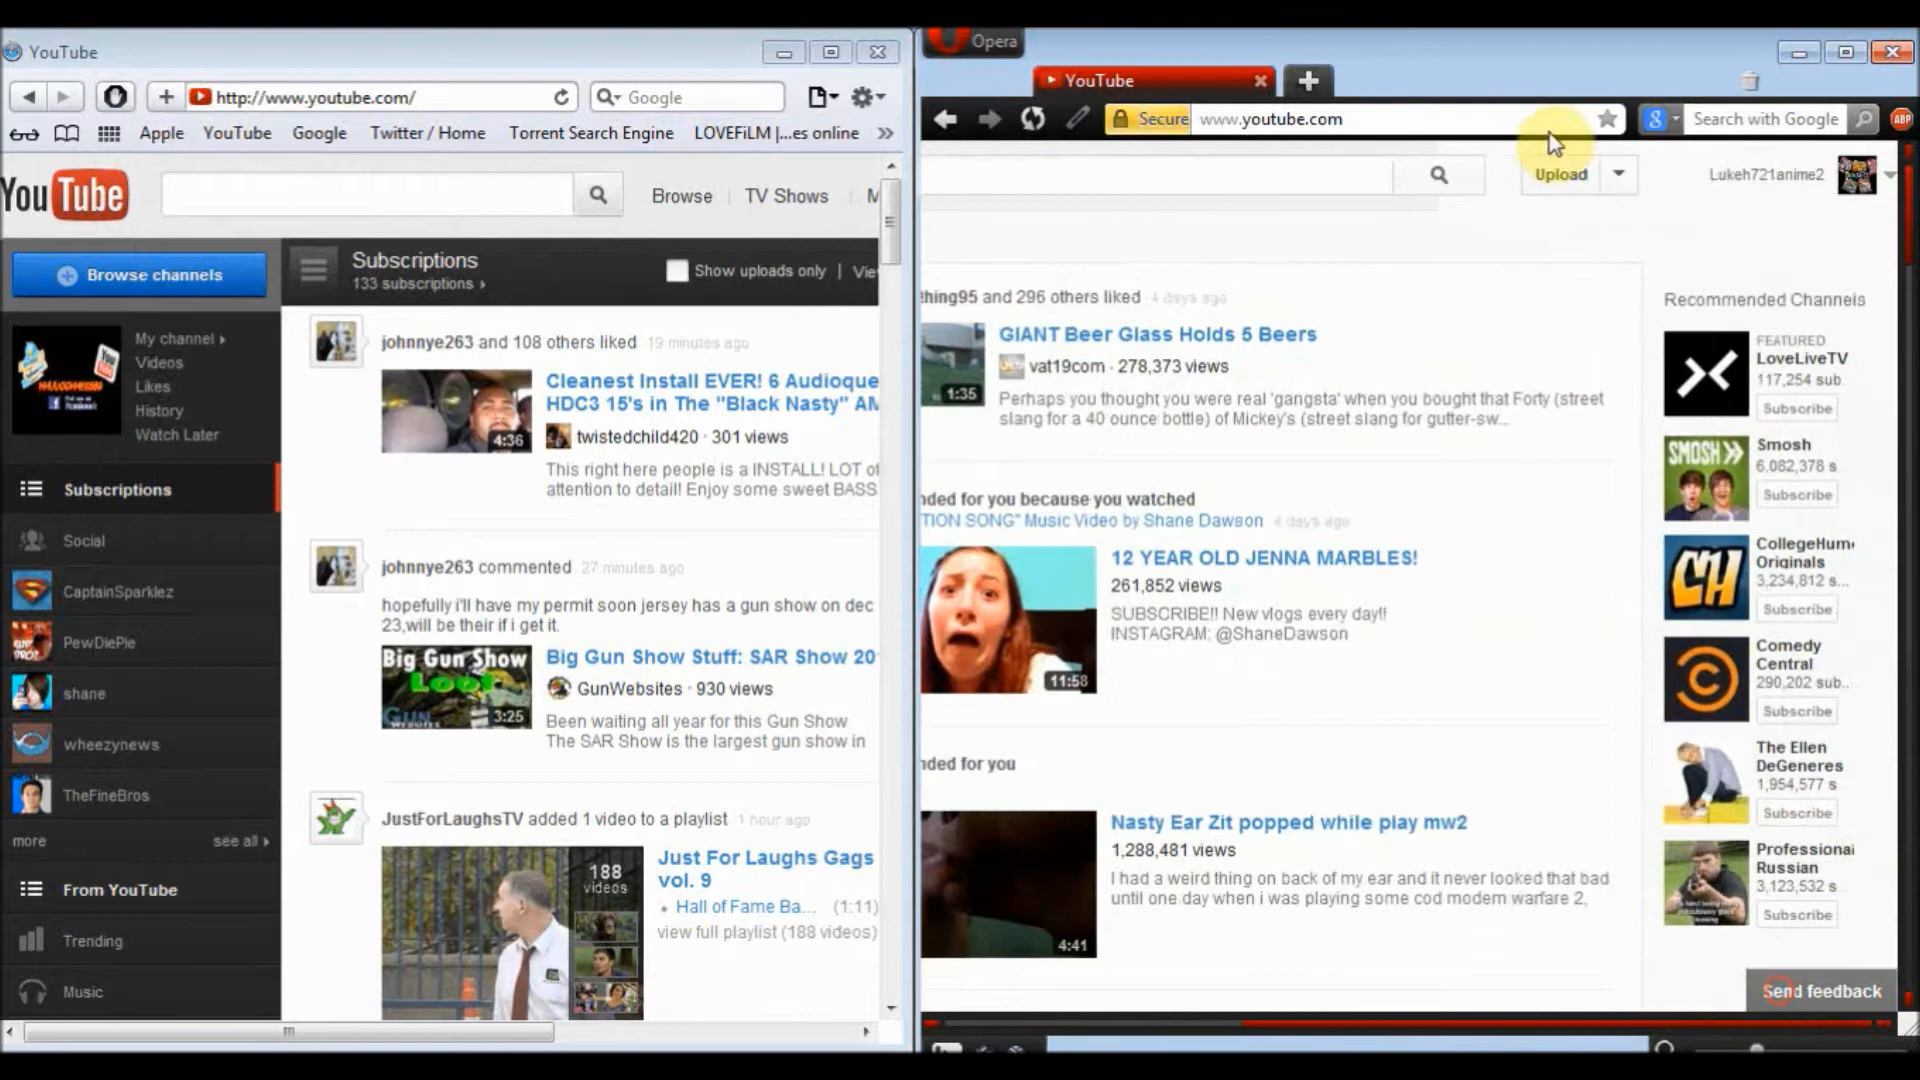 YouTube
http://www.youtube.com/
Google
Apple
YouTube
Google
Twitter / Home
Torrent Search Engine
LOVEFiLM |...es online
»
YouTube
Browse
TV Shows
M
Browse channels
Subscriptions
133 subscriptions
Show uploads only
| Vie
My channel
Videos
Likes
History
Watch Later
Subscriptions
Social
CaptainSparklez
PewDiePie
shane
wheezynews
TheFineBros
more
see all
From YouTube
Trending
Music
johnnye263 and 108 others liked 19 minutes ago
Cleanest Install EVER! 6 Audioque
HDC3 15's in The "Black Nasty" AM
4:36
twistedchild420 · 301 views
This right here people is a INSTALL! LOT of
attention to detail! Enjoy some sweet BASS
johnnye263 commented 27 minutes ago
hopefully i'll have my permit soon jersey has a gun show on dec
23,will be their if i get it.
Big Gun Show
Loot
3:25
Big Gun Show Stuff: SAR Show 20
GunWebsites · 930 views
Been waiting all year for this Gun Show
The SAR Show is the largest gun show in
JustForLaughsTV added 1 video to a playlist 1 hour ago
188
videos
Just For Laughs Gags
vol. 9
• Hall of Fame Ba... (1:11)
view full playlist (188 videos)
Opera
YouTube
Secure
www.youtube.com
Search with Google
ABP
Upload
Lukeh721anime2
thing95 and 296 others liked 4 days ago
GIANT Beer Glass Holds 5 Beers
1:35
vat19com · 278,373 views
Perhaps you thought you were real 'gangsta' when you bought that Forty (street
slang for a 40 ounce bottle) of Mickey's (street slang for gutter-sw...
nded for you because you watched
TION SONG" Music Video by Shane Dawson 4 days ago
12 YEAR OLD JENNA MARBLES!
261,852 views
SUBSCRIBE!! New vlogs every day!!
INSTAGRAM: @ShaneDawson
11:58
nded for you
Nasty Ear Zit popped while play mw2
1,288,481 views
I had a weird thing on back of my ear and it never looked that bad
until one day when i was playing some cod modern warfare 2,
4:41
Recommended Channels
FEATURED
LoveLiveTV
117,254 sub.
Subscribe
SMOSH
Smosh
6,082,378 s
Subscribe
CH
CollegeHum
Originals
3,234,812 s...
Subscribe
Comedy
Central
290,202 sub..
Subscribe
The Ellen
DeGeneres
1,954,577 s
Subscribe
Professional
Russian
3,123,532 s
Subscribe
Send feedback